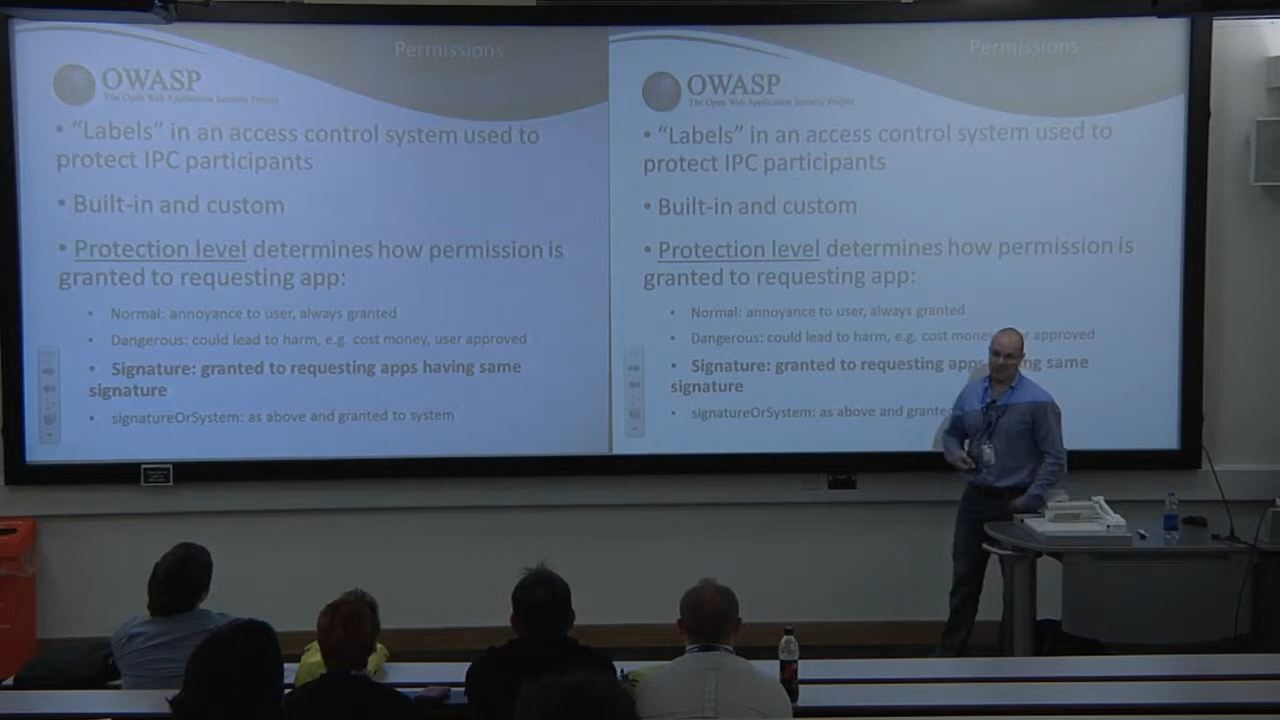 Permissions
OWASP
The Open Web Application Security Project
• “Labels” in an access control system used to
protect IPC participants
• Built-in and custom
• Protection level determines how permission is
granted to requesting app:
• Normal: annoyance to user, always granted
• Dangerous: could lead to harm, e.g. cost money, user approved
• Signature: granted to requesting apps having same
signature
• signatureOrSystem: as above and granted to system
Permissions
OWASP
The Open Web Application Security Project
• “Labels” in an access control system used to
protect IPC participants
• Built-in and custom
• Protection level determines how permission is
granted to requesting app:
• Normal: annoyance to user, always granted
• Dangerous: could lead to harm, e.g. cost money approved
• Signature: granted to requesting apps same
signature
• signatureOrSystem: as above and